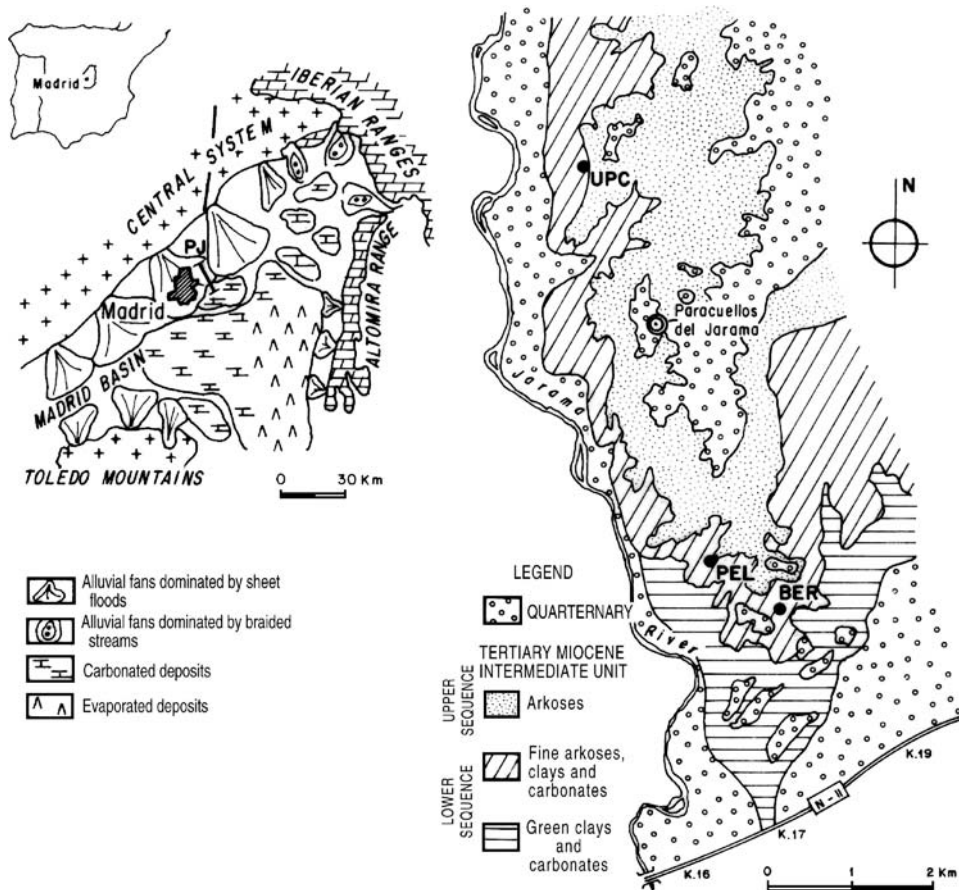 Madrid
IBERIAN RANGES
CENTRAL SYSTEM
PJ
Madrid
ALTOMIRA RANGE
MADRID BASIN
TOLEDO MOUNTAINS
0 30 Km
Alluvial fans dominated by sheet
floods
Alluvial fans dominated by braided
streams
Carbonated deposits
Evaporated deposits
UPC
N
Paracuellos
del Jarama
Jarama
River
PEL
BER
LEGEND
QUARTERNARY
TERTIARY MIOCENE
INTERMEDIATE UNIT
UPPER
SEQUENCE
Arkoses
LOWER
SEQUENCE
Fine arkoses,
clays and
carbonates
Green clays
and
carbonates
K.19
N-II
K.17
K.16
0 1 2 Km